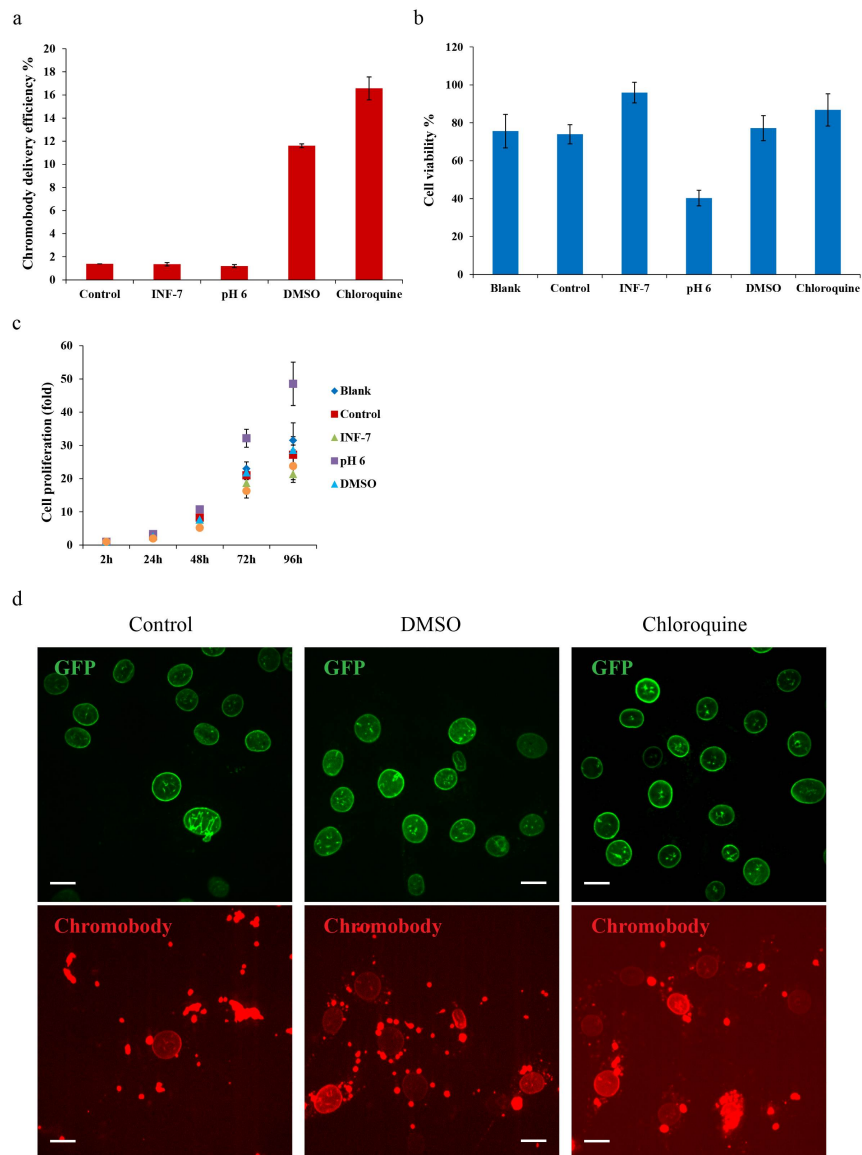 a
Chromobody delivery efficiency %
20
18
16
14
12
10
8
6
4
2
0
Control INF-7 pH 6 DMSO Chloroquine
b
Cell viability %
120
100
80
60
40
20
0
Blank Control INF-7 pH 6 DMSO Chloroquine
c
Cell proliferation (fold)
60
50
40
30
20
10
0
2h 24h 48h 72h 96h
Blank
Control
INF-7
pH 6
DMSO
d
Control DMSO Chloroquine
GFP GFP GFP
Chromobody Chromobody Chromobody